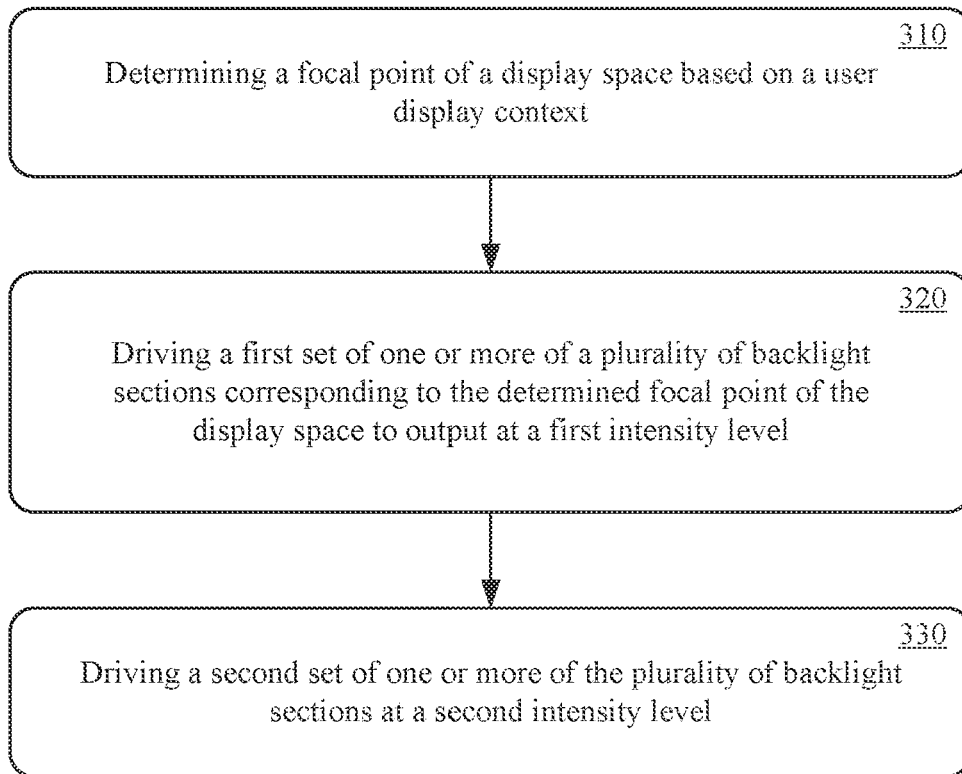 310
Determining a focal point of a display space based on a user
display context
320
Driving a first set of one or more of a plurality of backlight
sections corresponding to the determined focal point of the
display space to output at a first intensity level
330
Driving a second set of one or more of the plurality of backlight
sections at a second intensity level